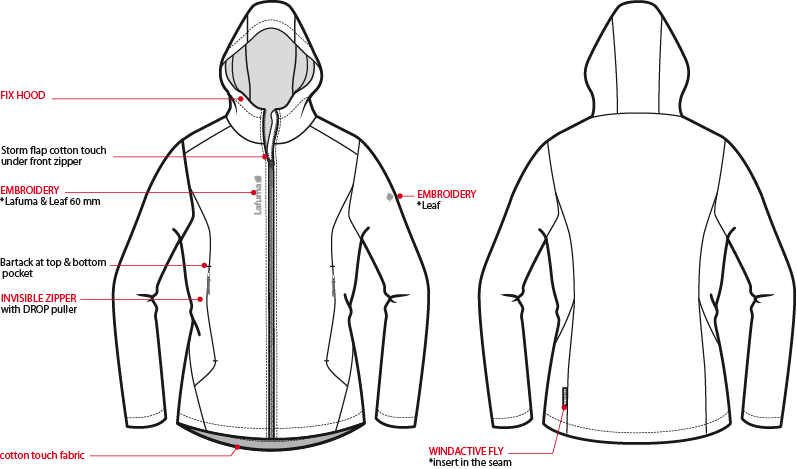 FIX HOOD
Storm flap cotton touch
under front zipper
EMBROIDERY
*Lafuma & Leaf 60 mm
Lafuma
EMBROIDERY
*Leaf
Bartack at top & bottom
pocket
INVISIBLE ZIPPER
with DROP puller
cotton touch fabric
WINDACTIVE FLY
*insert in the seam